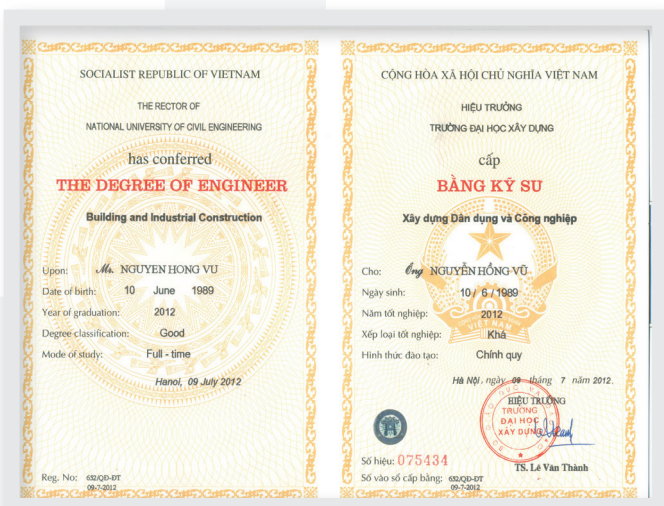 SOCIALIST REPUBLIC OF VIETNAM
THE RECTOR OF
NATIONAL UNIVERSITY OF CIVIL ENGINEERING
has conferred
THE DEGREE OF ENGINEER
Building and Industrial Construction
Upon: Mr. NGUYEN HONG VU
Date of birth: 10 June 1989
Year of graduation: 2012
Degree classification: Good
Mode of study: Full - time
Hanoi, 09 July 2012
Reg. No: 632/QD-ĐT
09-7-2012
CỘNG HÒA XÃ HỘI CHỦ NGHĨA VIỆT NAM
HIỆU TRƯỞNG
TRƯỜNG ĐẠI HỌC XÂY DỰNG
cấp
BẰNG KỸ SƯ
Xây dựng Dân dụng và Công nghiệp
Cho: Ông NGUYỄN HỒNG VŨ
Ngày sinh: 10 / 6 / 1989
Năm tốt nghiệp: 2012
Xếp loại tốt nghiệp: Khá
Hình thức đào tạo: Chính quy
Hà Nội, ngày 09 tháng 7 năm 2012.
HIỆU TRƯỞNG
TRƯỜNG
ĐẠI HỌC
XÂY DỰNG
TS. Lê Văn Thành
Số hiệu: 075434
Số vào sổ cấp bằng: 632/QD-ĐT
09-7-2012
VIỆT NAM